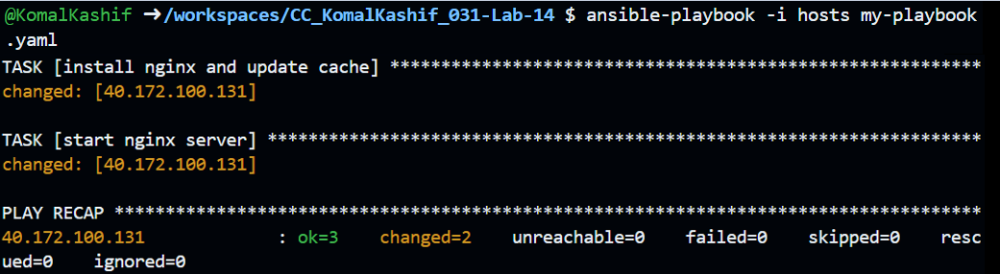 @KomalKashif ➜/workspaces/CC_KomalKashif_031-Lab-14 $ ansible-playbook -i hosts my-playbook
.yaml
TASK [install nginx and update cache] **********************************************************
changed: [40.172.100.131]
TASK [start nginx server] **********************************************************************
changed: [40.172.100.131]
PLAY RECAP *************************************************************************************
40.172.100.131             : ok=3    changed=2    unreachable=0    failed=0    skipped=0    resc
ued=0    ignored=0